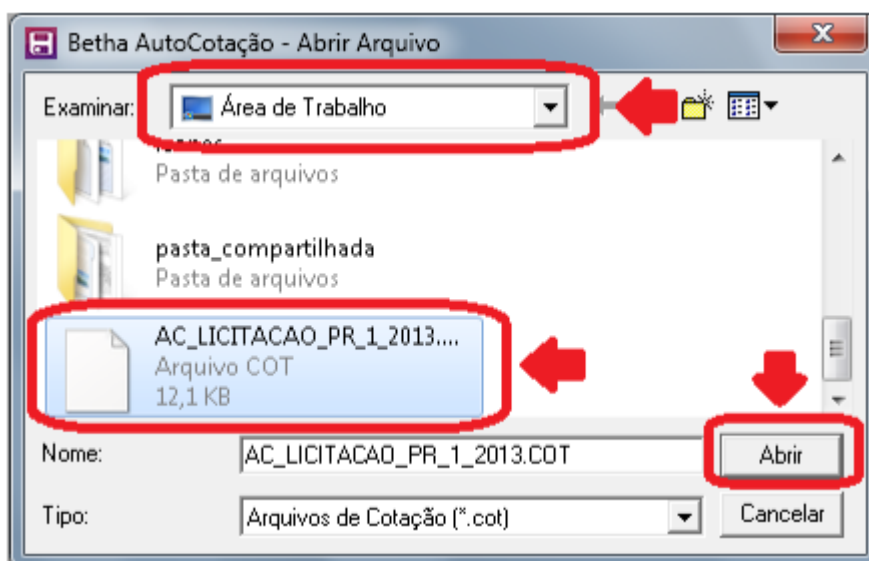 Betha AutoCotação - Abrir Arquivo
Examinar: Área de Trabalho
Pasta de arquivos
pasta_compartilhada
Pasta de arquivos
AC_LICITACAO_PR_1_2013....
Arquivo COT
12,1 KB
Nome: AC_LICITACAO_PR_1_2013.COT Abrir
Tipo: Arquivos de Cotação (*.cot) Cancelar